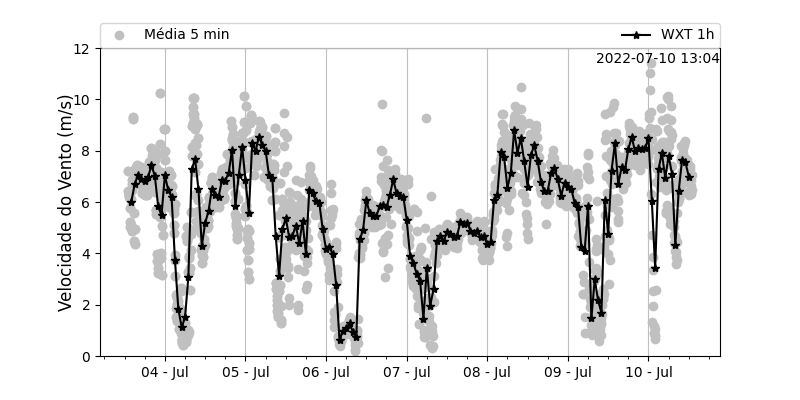 Média 5 min
WXT 1h
2022-07-10 13:04
Velocidade do Vento (m/s)
12
10
8
6
4
2
0
04 - Jul
05 - Jul
06 - Jul
07 - Jul
08 - Jul
09 - Jul
10 - Jul